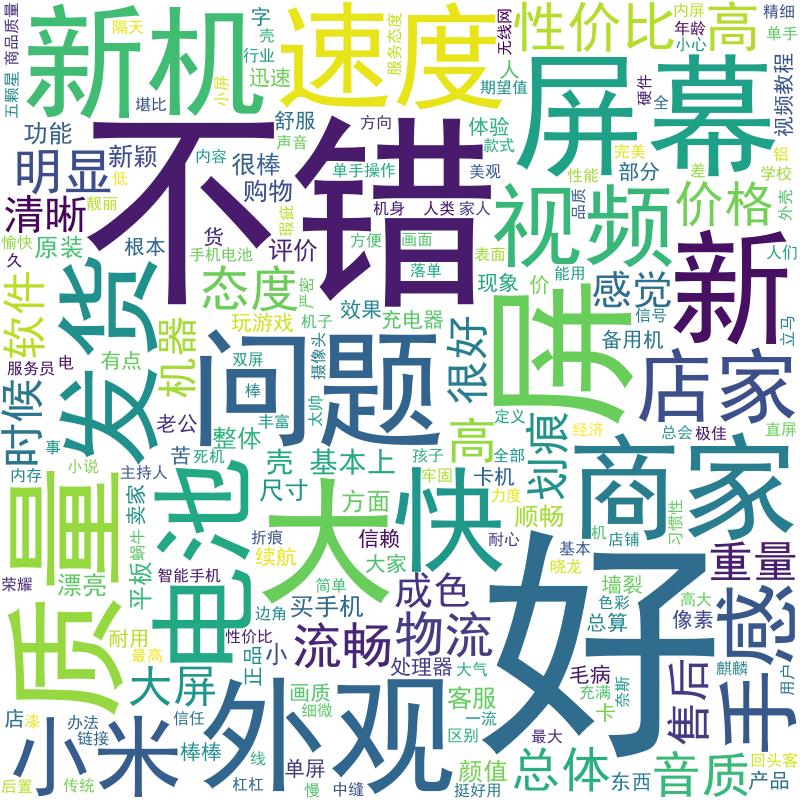 商品质量
五颗星
隔天
新机
字
壳
行业
迅速
小屏
堪比
速度
服务态度
无线网
人
期望值
性价比
高
内屏
年龄
小心
精细
单手
硬件
全
视频教程
屏幕
功能
新颖
明显
很棒
购物
舒服
声音
方向
体验
款式
单手操作
美观
部分
完美
差
铝
性能
学校
外壳
品质
清晰
低
靓丽
内容
不错
瑕疵
机身
人类
家人
视频
价格
愉快
久
原装
根本
货
手机电池
评价
方便
画面
落单
表面
现象
价
能用
感觉
信号
新
人们
立马
软件
发货
态度
严密
机子
玩游戏
效果
充电器
备用机
服务员
电
有点
机器
双屏
棒
问题
摄像头
太帅
很好
屏
店家
时候
事
老公
丰富
整体
苦
死机
壳
基本上
孩子
全部
高
定义
经济
划痕
总会
极佳
直屏
内存
小说
主持人
质量
平板
蜗牛
卖家
电池
尺寸
折痕
续航
大
方面
信赖
大家
牢固
卡机
力度
快
顺畅
耐心
机
店铺
基本
晓龙
商家
习惯性
荣耀
漂亮
智能手机
简单
边角
买手机
成色
墙裂
色彩
总算
高大
像素
重量
耐用
最高
大屏
正品
性价比
小
流畅
物流
处理器
大气
好
毛病
充满
卡
奈斯
售后
麒麟
手感
用户
店
漆
办法
链接
信任
棒棒
小米
外观
画质
细微
线
单屏
杠杠
慢
中缝
客服
一流
区别
颜值
挺好用
最大
总体
东西
音质
回头客
产品
后置
传统